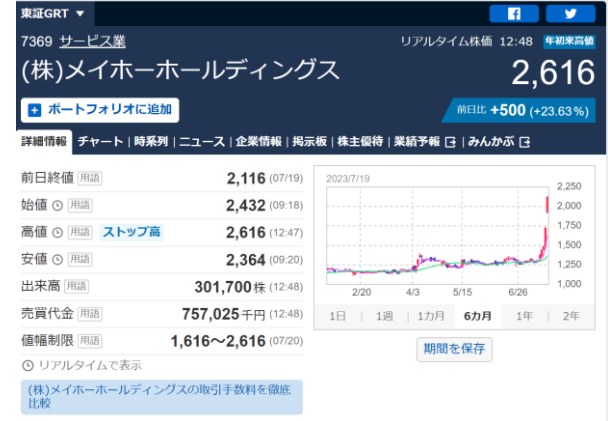 東証GRT ▼
7369 サービス業
リアルタイム株価 12:48 年初来高値
(株)メイホーホールディングス
2,616
ポートフォリオに追加
前日比 +500 (+23.63%)
詳細情報 チャート 時系列 ニュース 企業情報 掲示板 株主優待 業績予報 みんかぶ
前日終値 用語 2,116 (07/19)
始値 用語 2,432 (09:18)
高値 用語 ストップ高 2,616 (12:47)
安値 用語 2,364 (09:20)
出来高 用語 301,700株 (12:48)
売買代金 用語 757,025千円 (12:48)
値幅制限 用語 1,616〜2,616 (07/20)
リアルタイムで表示
(株)メイホーホールディングスの取引手数料を徹底
比較
2023/7/19
2,250
2,000
1,750
1,500
1,250
1,000
2/20 4/3 5/15 6/26
1日 1週 1カ月 6カ月 1年 2年
期間を保存